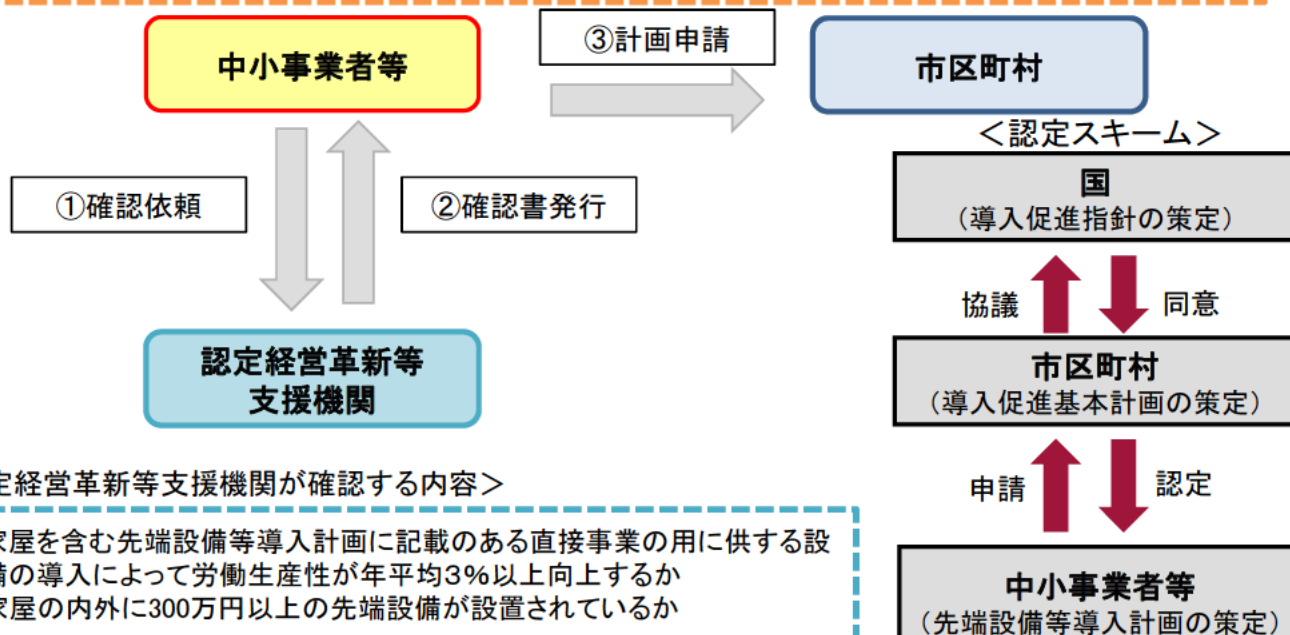 中小事業者等
③計画申請
市区町村
①確認依頼
②確認書発行
認定経営革新等
支援機関
＜認定スキーム＞
国
（導入促進指針の策定）
協議
同意
市区町村
（導入促進基本計画の策定）
申請
認定
中小事業者等
（先端設備等導入計画の策定）
定経営革新等支援機関が確認する内容＞
家屋を含む先端設備等導入計画に記載のある直接事業の用に供する設
備の導入によって労働生産性が年平均3％以上向上するか
家屋の内外に300万円以上の先端設備が設置されているか